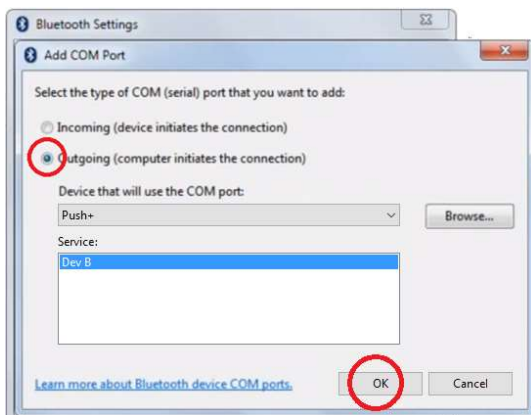 Bluetooth Settings
Add COM Port
Select the type of COM (serial) port that you want to add:
Incoming (device initiates the connection)
Outgoing (computer initiates the connection)
Device that will use the COM port:
Push+
Browse...
Service:
Dev B
Learn more about Bluetooth device COM ports.
OK
Cancel